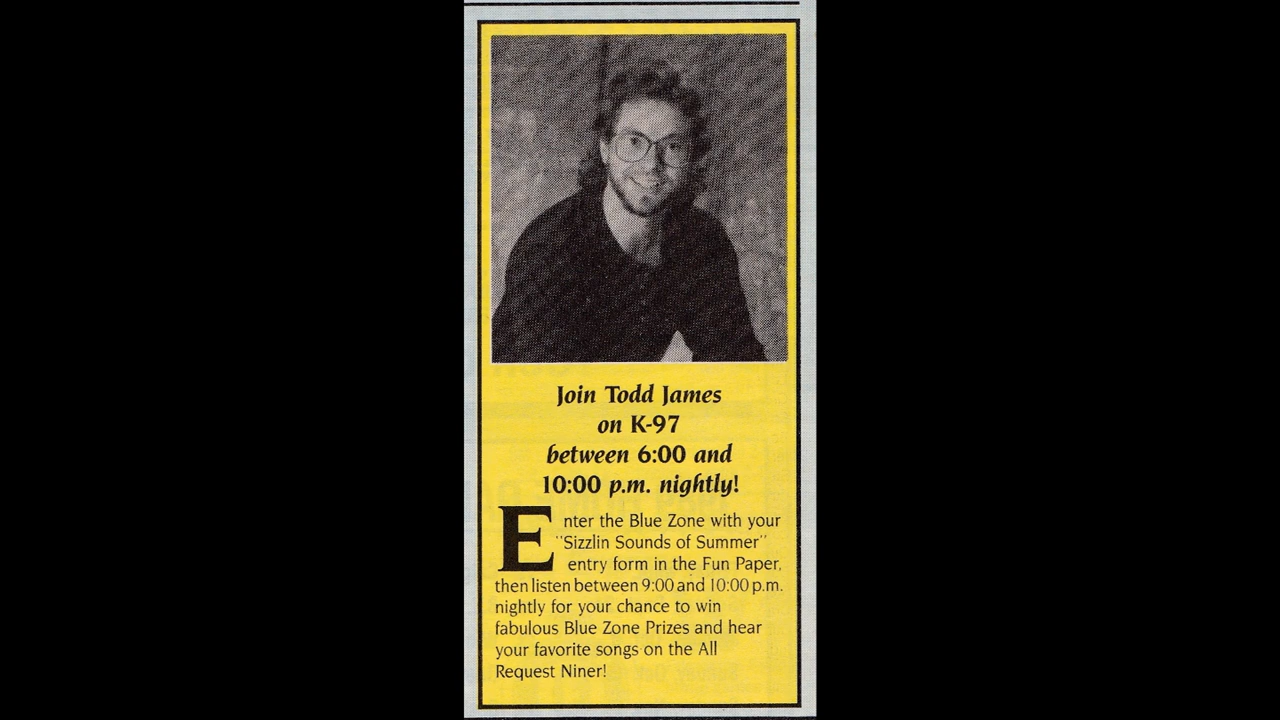 Join Todd James
on K-97
between 6:00 and
10:00 p.m. nightly!
Enter the Blue Zone with your
"Sizzlin Sounds of Summer"
entry form in the Fun Paper,
then listen between 9:00 and 10:00 p.m.
nightly for your chance to win
fabulous Blue Zone Prizes and hear
your favorite songs on the All
Request Niner!